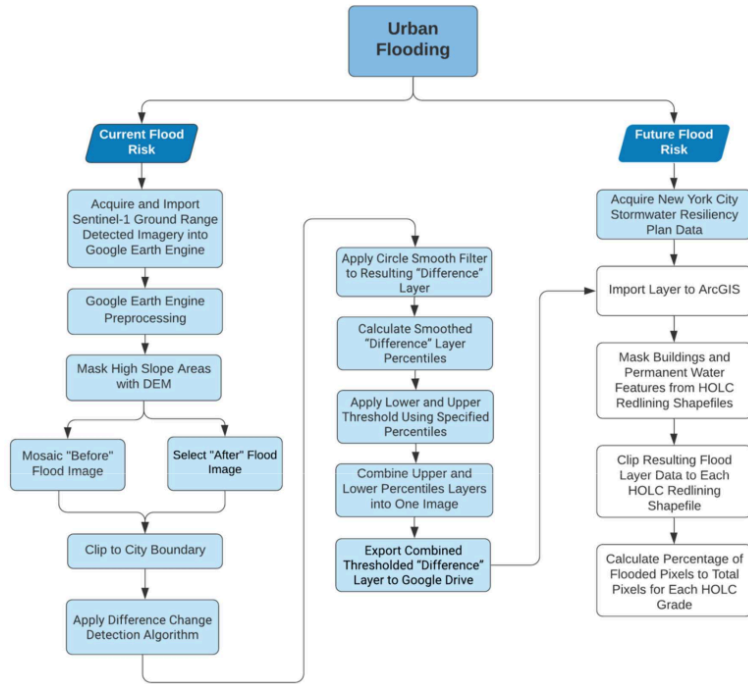 Urban
Flooding
Current Flood
Risk
Acquire and Import
Sentinel-1 Ground Range
Detected Imagery into
Google Earth Engine
Google Earth Engine
Preprocessing
Mask High Slope Areas
with DEM
Mosaic "Before"
Flood Image
Select "After" Flood
Image
Clip to City Boundary
Apply Difference Change
Detection Algorithm
Apply Circle Smooth Filter
to Resulting "Difference"
Layer
Calculate Smoothed
"Difference" Layer
Percentiles
Apply Lower and Upper
Threshold Using Specified
Percentiles
Combine Upper and
Lower Percentiles Layers
into One Image
Export Combined
Thresholded "Difference"
Layer to Google Drive
Future Flood
Risk
Acquire New York City
Stormwater Resiliency
Plan Data
Import Layer to ArcGIS
Mask Buildings and
Permanent Water
Features from HOLC
Redlining Shapefiles
Clip Resulting Flood
Layer Data to Each
HOLC Redlining
Shapefile
Calculate Percentage of
Flooded Pixels to Total
Pixels for Each HOLC
Grade